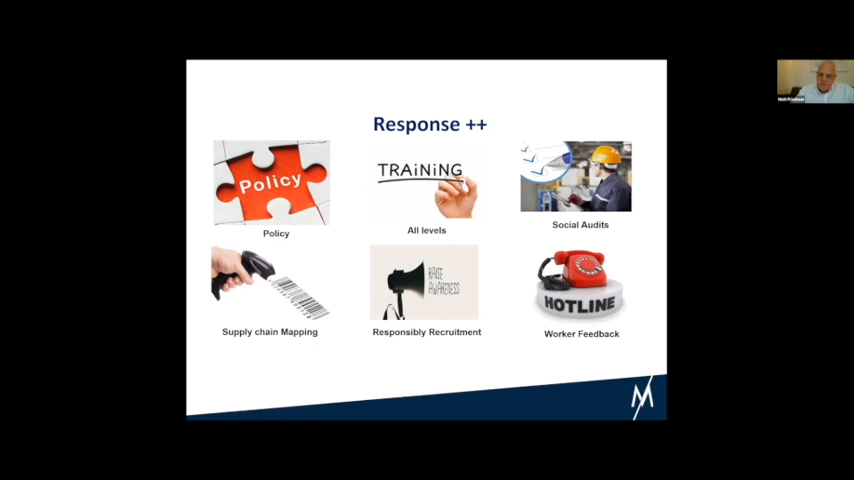 Response ++
Policy
TRAiNiNG
Policy
All levels
Social Audits
RAISE
AWARENESS
HOTLINE
Supply chain Mapping
Responsibly Recruitment
Worker Feedback
M